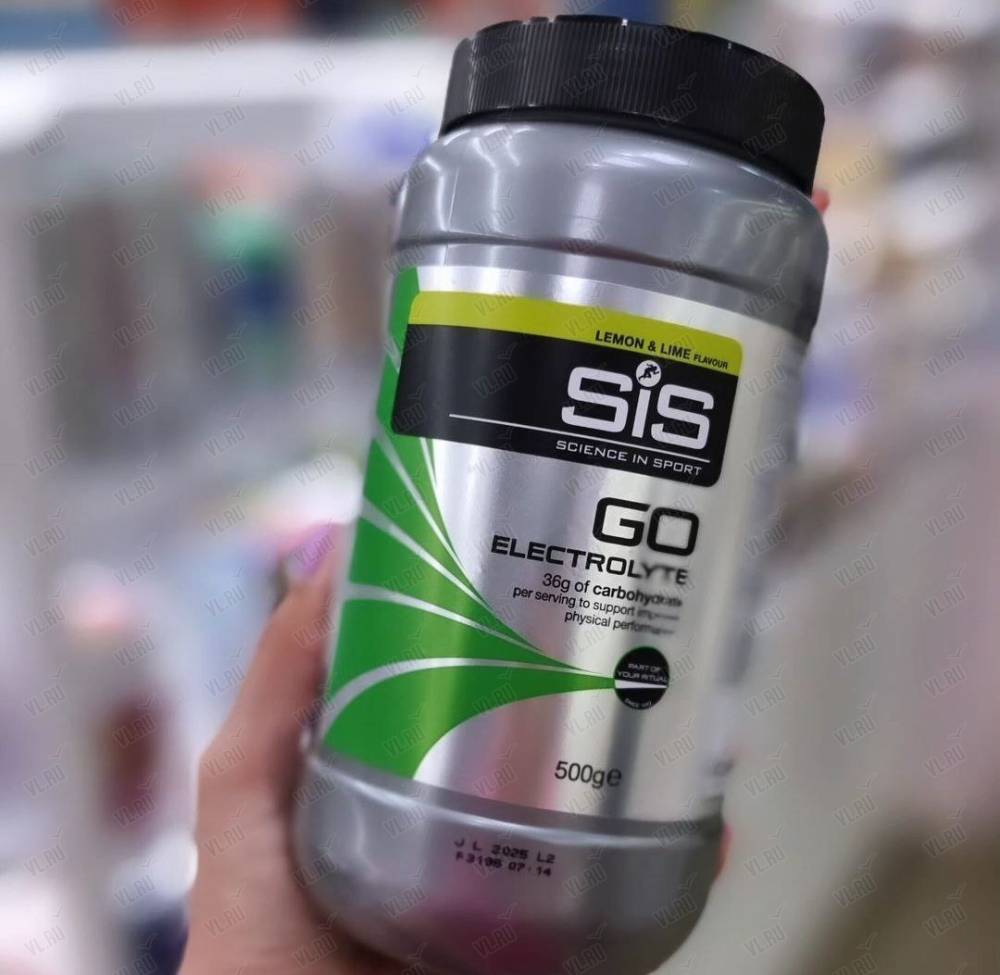 LEMON & LIME FLAVOUR
SiS
SCIENCE IN SPORT
GO
ELECTROLYTE
36g of carbohydrate
per serving to support
physical performance
PART OF
YOUR RITUAL
500g℮
J L 2025 L2
F3195 07:14
VL.RU